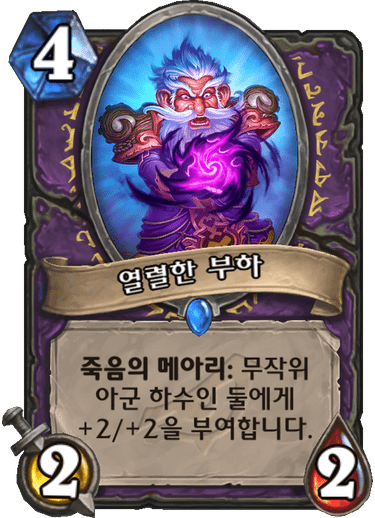 4
열렬한 부하
죽음의 메아리: 무작위
아군 하수인 둘에게
+2/+2을 부여합니다.
2
2